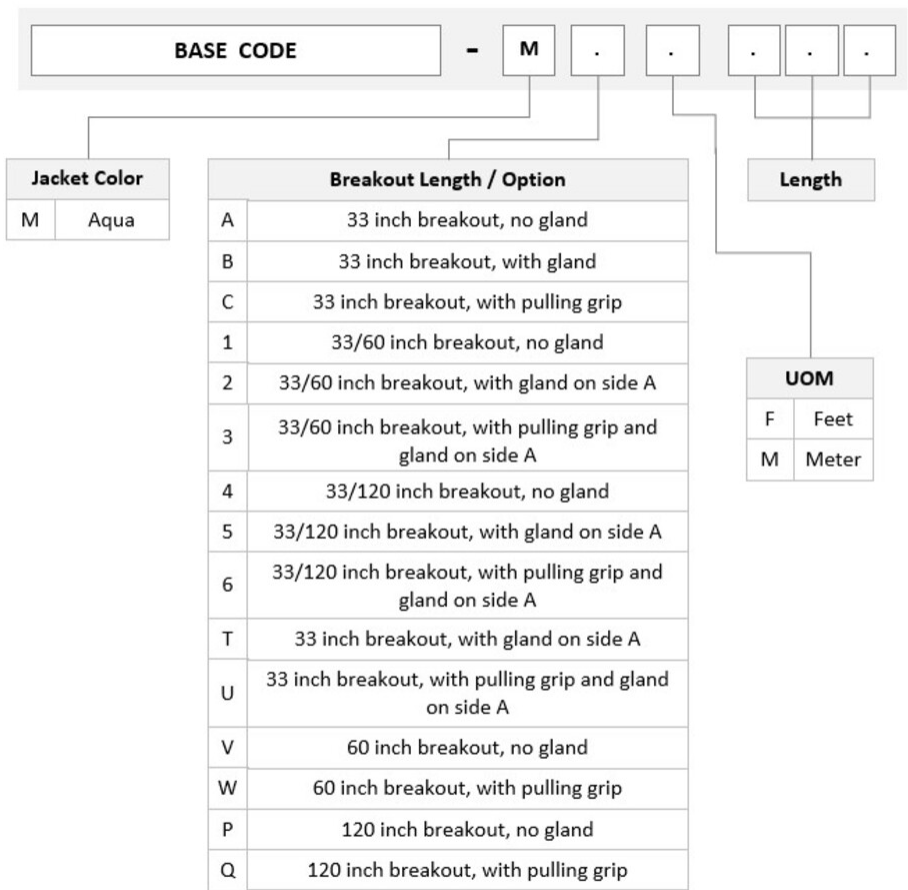 BASE CODE - M . . . . .
Jacket Color
M Aqua
Breakout Length / Option
A 33 inch breakout, no gland
B 33 inch breakout, with gland
C 33 inch breakout, with pulling grip
1 33/60 inch breakout, no gland
2 33/60 inch breakout, with gland on side A
3 33/60 inch breakout, with pulling grip and
gland on side A
4 33/120 inch breakout, no gland
5 33/120 inch breakout, with gland on side A
6 33/120 inch breakout, with pulling grip and
gland on side A
T 33 inch breakout, with gland on side A
U 33 inch breakout, with pulling grip and gland
on side A
V 60 inch breakout, no gland
W 60 inch breakout, with pulling grip
P 120 inch breakout, no gland
Q 120 inch breakout, with pulling grip
Length
UOM
F Feet
M Meter